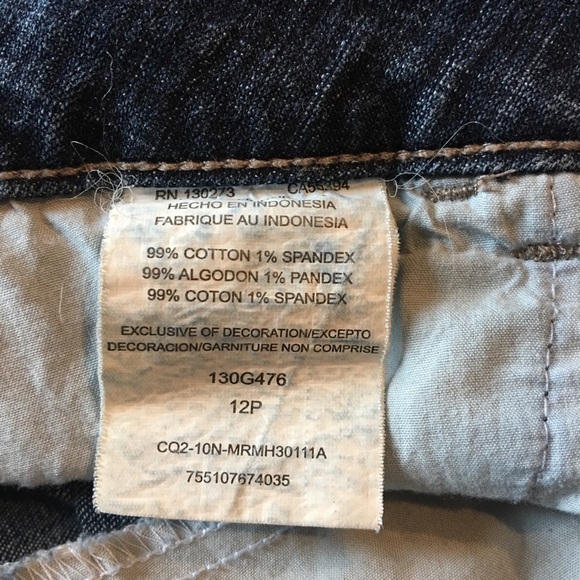 RN 130273 CA56394
HECHO EN INDONESIA
FABRIQUE AU INDONESIA
99% COTTON 1% SPANDEX
99% ALGODON 1% PANDEX
99% COTON 1% SPANDEX
EXCLUSIVE OF DECORATION/EXCEPTO
DECORACION/GARNITURE NON COMPRISE
130G476
12P
CQ2-10N-MRMH30111A
755107674035